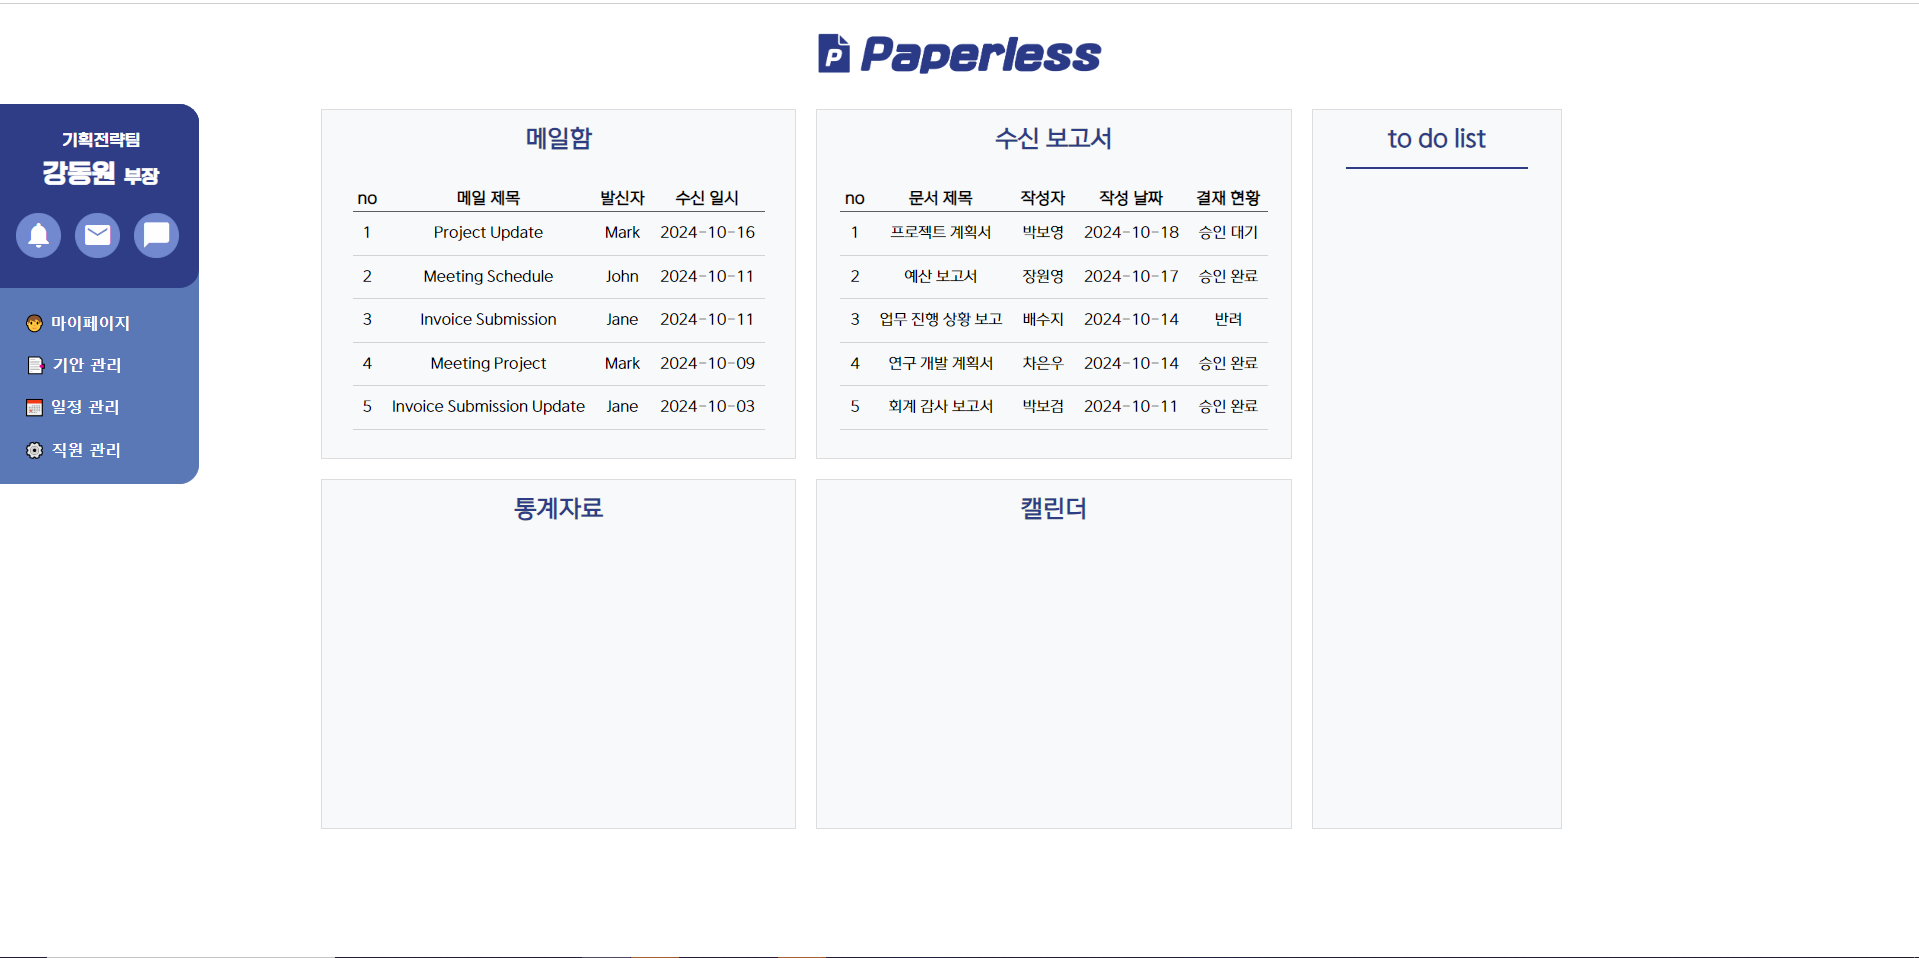 P Paperless
기획전략팀
강동원 부장
마이페이지
기안 관리
일정 관리
직원 관리
메일함
no 메일 제목 발신자 수신 일시
1 Project Update Mark 2024-10-16
2 Meeting Schedule John 2024-10-11
3 Invoice Submission Jane 2024-10-11
4 Meeting Project Mark 2024-10-09
5 Invoice Submission Update Jane 2024-10-03
수신 보고서
no 문서 제목 작성자 작성 날짜 결재 현황
1 프로젝트 계획서 박보영 2024-10-18 승인 대기
2 예산 보고서 장원영 2024-10-17 승인 완료
3 업무 진행 상황 보고 배수지 2024-10-14 반려
4 연구 개발 계획서 차은우 2024-10-14 승인 완료
5 회계 감사 보고서 박보검 2024-10-11 승인 완료
to do list
통계자료
캘린더